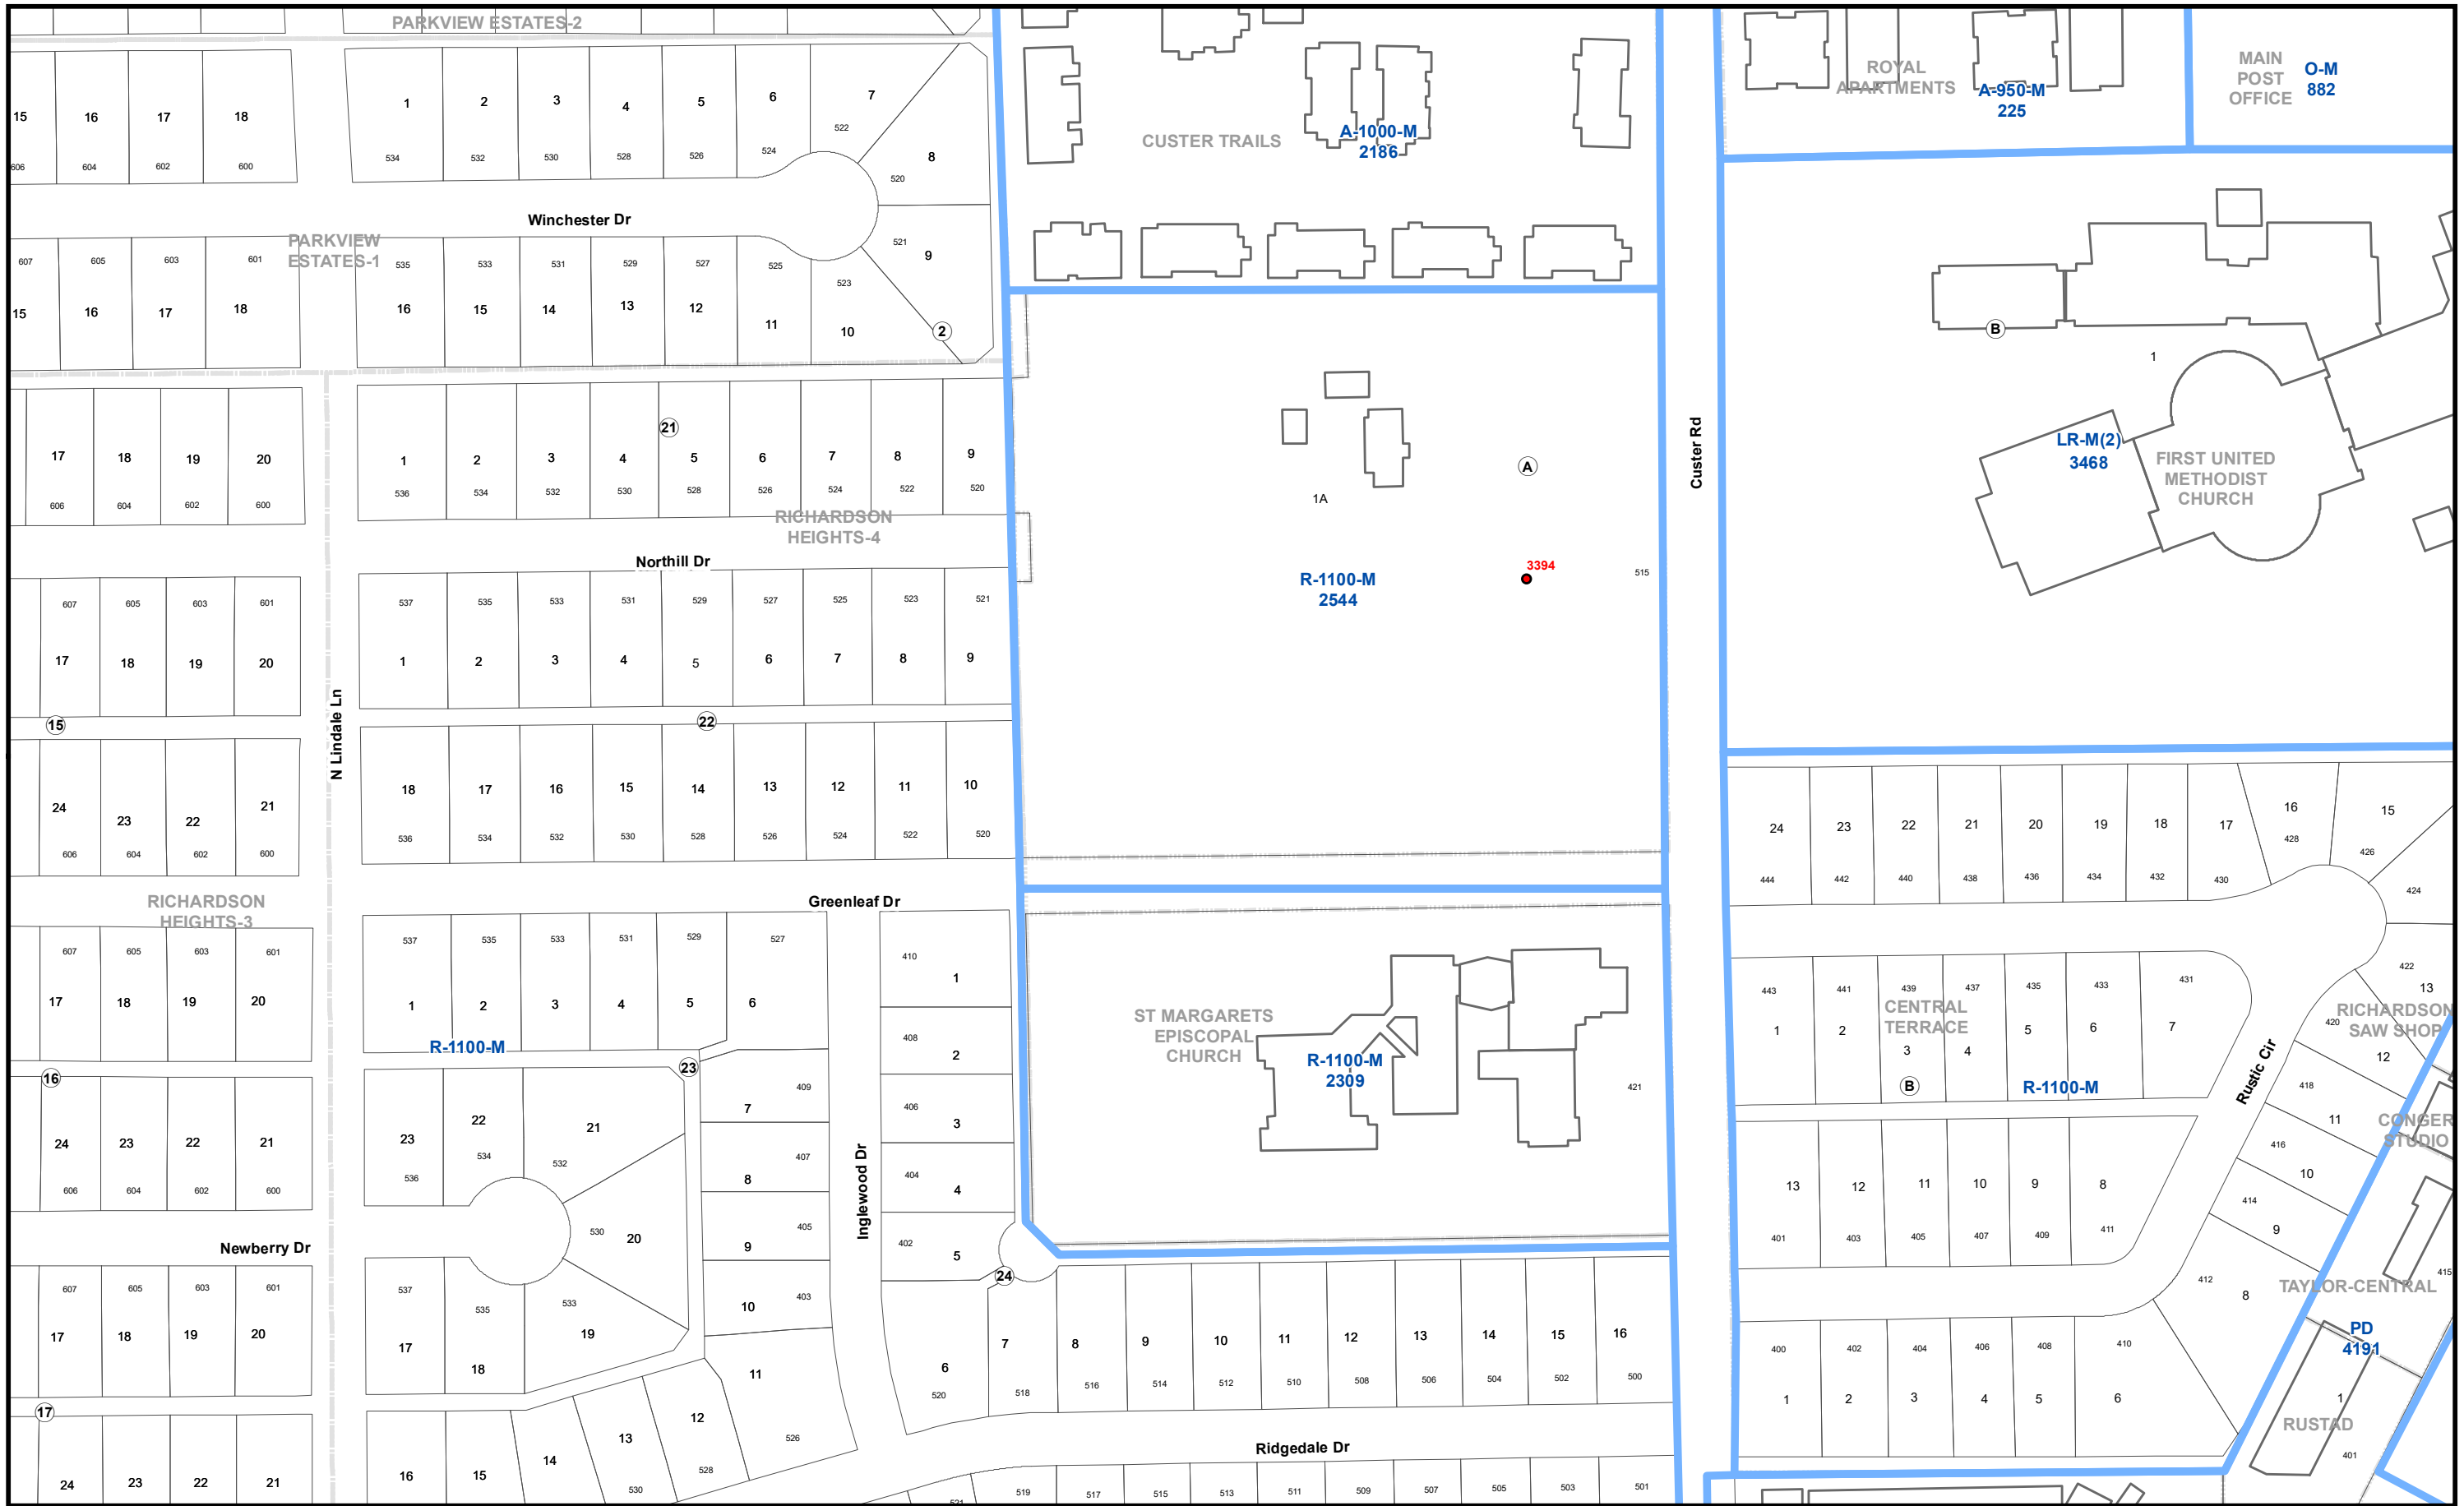 PARKVIEW ESTATES-2
15 16 17 18
606 604 602 600
1 2 3 4 5 6 7 8
534 532 530 528 526 524 522 520
Winchester Dr
PARKVIEW
ESTATES-1
607 605 603 601
15 16 17 18
535 533 531 529 527 525 523 521
16 15 14 13 12 11 10 9
2
CUSTER TRAILS
A-1000-M
2186
ROYAL
APARTMENTS
A-950-M
225
MAIN
POST
OFFICE
O-M
882
17 18 19 20
606 604 602 600
21
1 2 3 4 5 6 7 8 9
536 534 532 530 528 526 524 522 520
RICHARDSON
HEIGHTS-4
Northill Dr
A
1A
R-1100-M
2544
3394
515
Custer Rd
B
1
LR-M(2)
3468
FIRST UNITED
METHODIST
CHURCH
607 605 603 601
17 18 19 20
15
N Lindale Ln
537 535 533 531 529 527 525 523 521
1 2 3 4 5 6 7 8 9
22
24 23 22 21
606 604 602 600
18 17 16 15 14 13 12 11 10
536 534 532 530 528 526 524 522 520
RICHARDSON
HEIGHTS-3
Greenleaf Dr
24 23 22 21 20 19 18 17 16 15
444 442 440 438 436 434 432 430 428 426 424
607 605 603 601
17 18 19 20
16
537 535 533 531 529 527
1 2 3 4 5 6
R-1100-M
23
410 1
408 2
406 3
404 4
402 5
Inglewood Dr
409 7
407 8
405 9
403 10
11
526
ST MARGARETS
EPISCOPAL
CHURCH
R-1100-M
2309
421
443 441 439 437 435 433 431
CENTRAL
TERRACE
1 2 3 4 5 6 7
B
R-1100-M
Rustic Cir
422 13
420 12
418 11
416 10
414 9
412 8
RICHARDSON
SAW SHOP
CONGER
STUDIO
TAYLOR-CENTRAL
415
PD
4191
1
RUSTAD
401
24 23 22 21
606 604 602 600
23 22 21
536 534 532
530 20
Newberry Dr
607 605 603 601
17 18 19 20
17
537 535 533
17 18 19
24
6 7 8 9 10 11 12 13 14 15 16
520 518 516 514 512 510 508 506 504 502 500
13 12 11 10 9 8
401 403 405 407 409 411
400 402 404 406 408 410
1 2 3 4 5 6
Ridgedale Dr
24 23 22 21
16 15 14 13 12
530 528
519 517 515 513 511 509 507 505 503 501